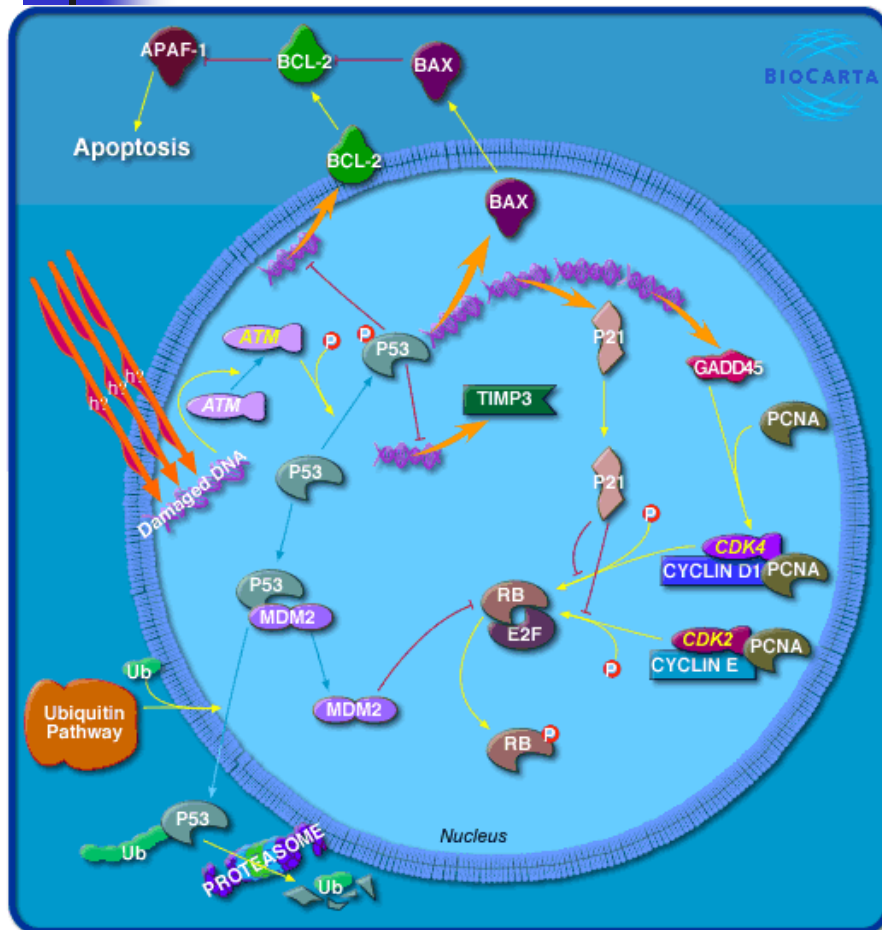 APAF-1
BCL-2
BAX
BIOCARTA
Apoptosis
BCL-2
BAX
ATM
P
P
P53
P21
GADD45
h?
h?
h?
ATM
TIMP3
PCNA
Damaged DNA
P53
P21
P
CDK4
CYCLIN D1
PCNA
P53
MDM2
RB
E2F
CDK2
PCNA
CYCLIN E
P
Ub
Ubiquitin
Pathway
MDM2
RB
P
P53
Ub
PROTEASOME
Ub
Nucleus